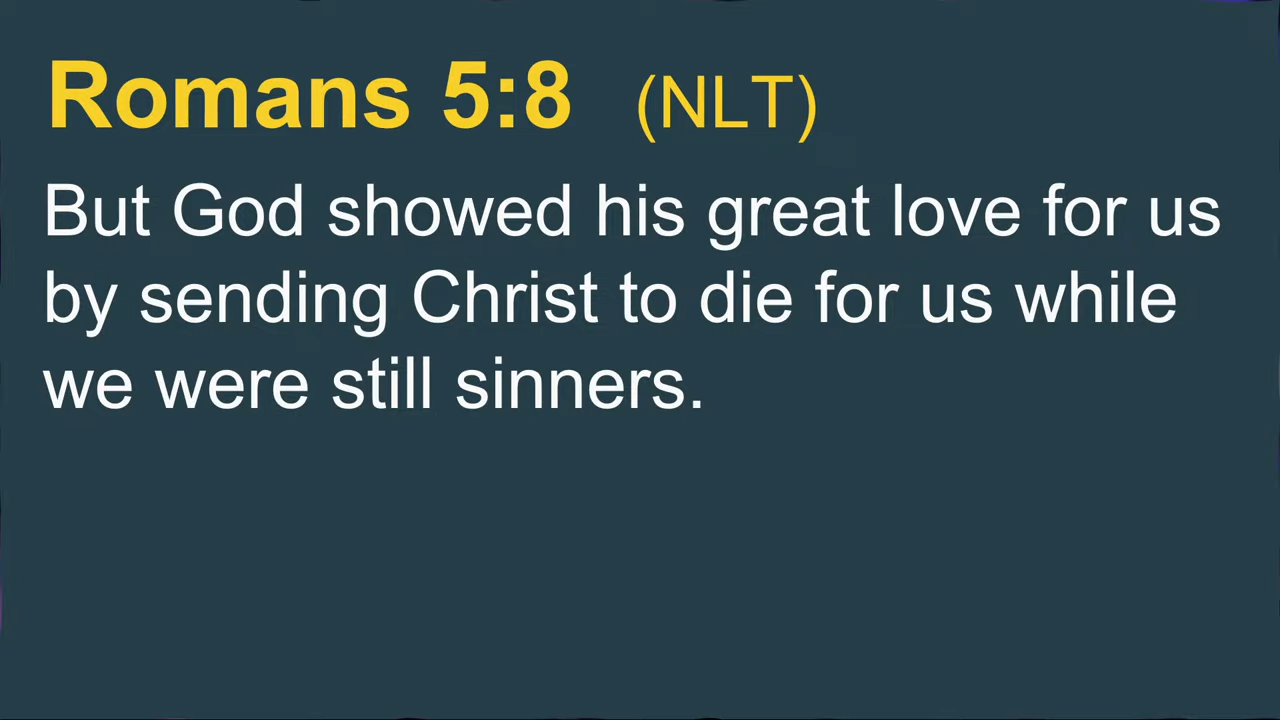 Romans 5:8 (NLT)
But God showed his great love for us
by sending Christ to die for us while
we were still sinners.